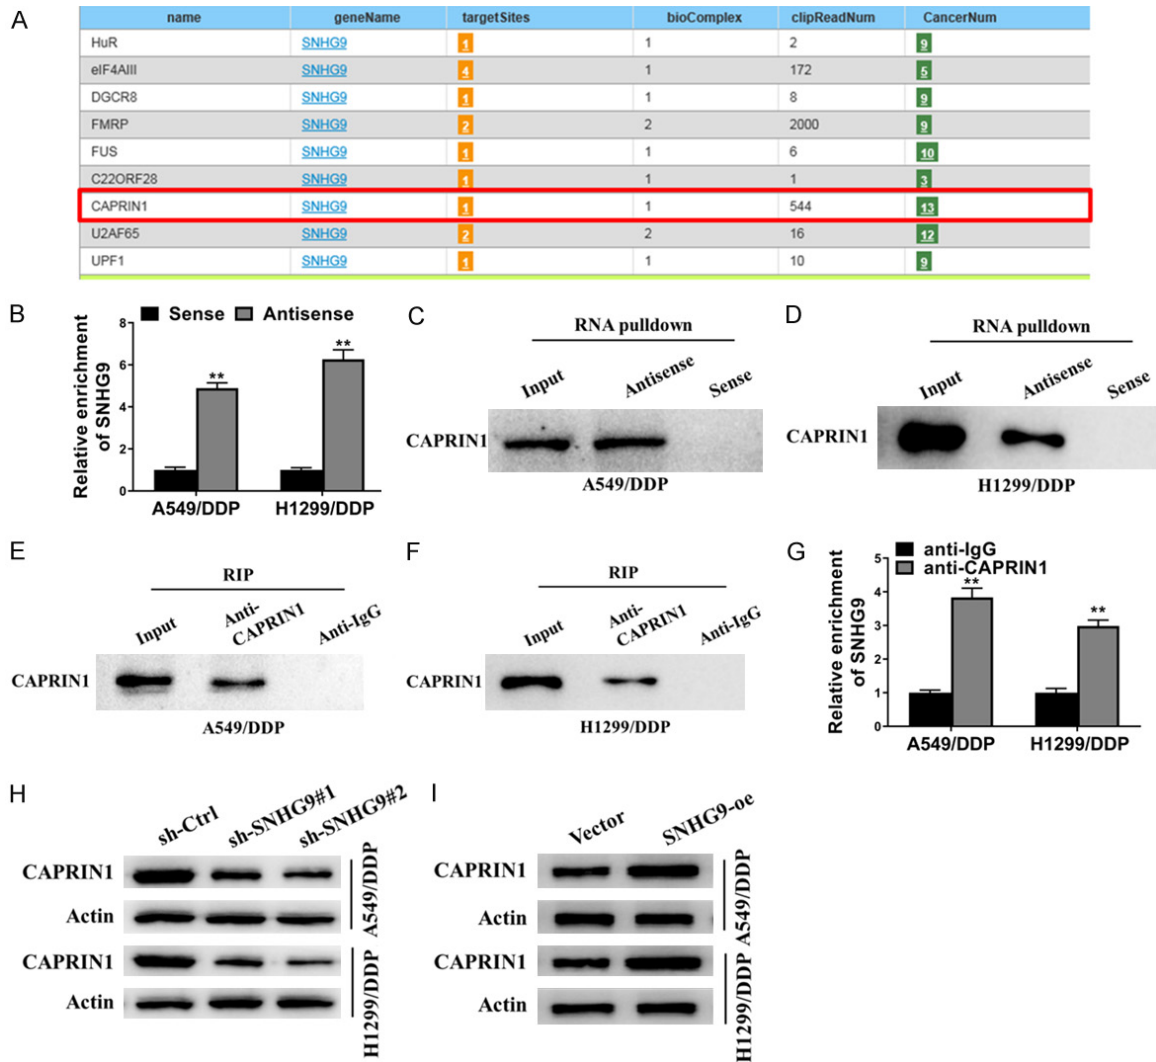 A
name geneName targetSites bioComplex clipReadNum CancerNum
HuR SNHG9 1 1 2 9
eIF4AIII SNHG9 4 1 172 5
DGCR8 SNHG9 1 1 8 9
FMRP SNHG9 2 2 2000 9
FUS SNHG9 1 1 6 10
C22ORF28 SNHG9 1 1 1 3
CAPRIN1 SNHG9 1 1 544 13
U2AF65 SNHG9 2 2 16 12
UPF1 SNHG9 1 1 10 9
B
Sense Antisense
Relative enrichment
of SNHG9
8
6
4
2
0
** **
A549/DDP H1299/DDP
C
RNA pulldown
Input Antisense Sense
CAPRIN1
A549/DDP
D
RNA pulldown
Input Antisense Sense
CAPRIN1
H1299/DDP
E
RIP
Input Anti-CAPRIN1 Anti-IgG
CAPRIN1
A549/DDP
F
RIP
Input Anti-CAPRIN1 Anti-IgG
CAPRIN1
H1299/DDP
G
anti-IgG
anti-CAPRIN1
Relative enrichment
of SNHG9
5
4
3
2
1
0
** **
A549/DDP H1299/DDP
H
sh-Ctrl sh-SNHG9#1 sh-SNHG9#2
CAPRIN1
Actin
A549/DDP
CAPRIN1
Actin
H1299/DDP
I
Vector SNHG9-oe
CAPRIN1
Actin
A549/DDP
CAPRIN1
Actin
H1299/DDP